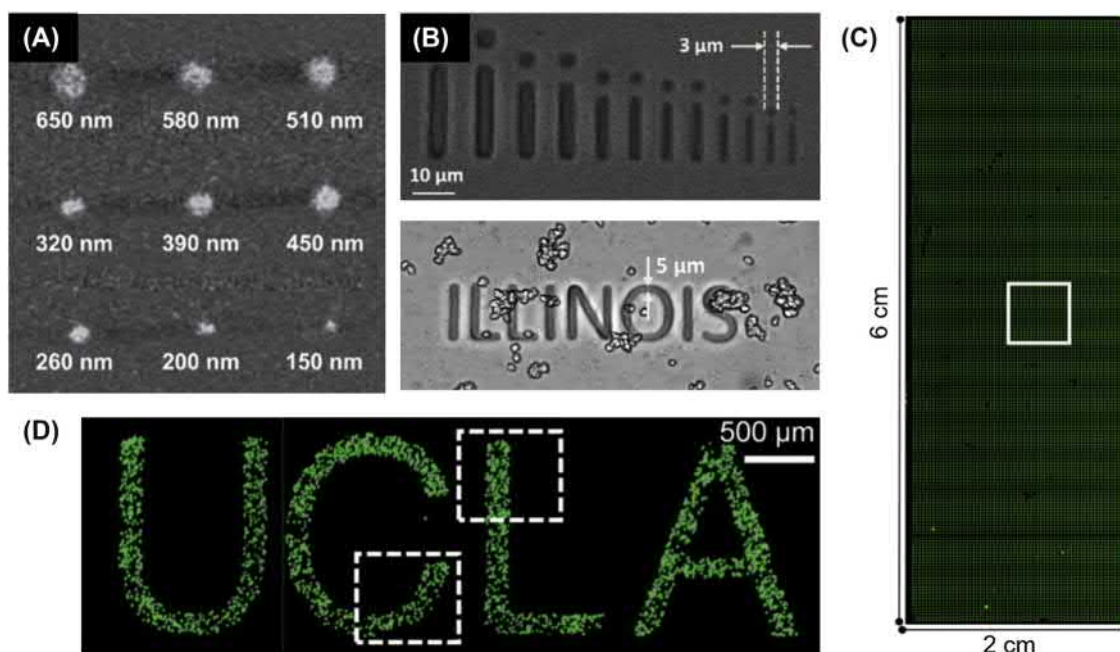 (A)
650 nm 580 nm 510 nm
320 nm 390 nm 450 nm
260 nm 200 nm 150 nm
(B)
3 µm
10 µm
5 µm
ILLINOIS
(C)
6 cm
2 cm
(D)
500 µm
UGLA